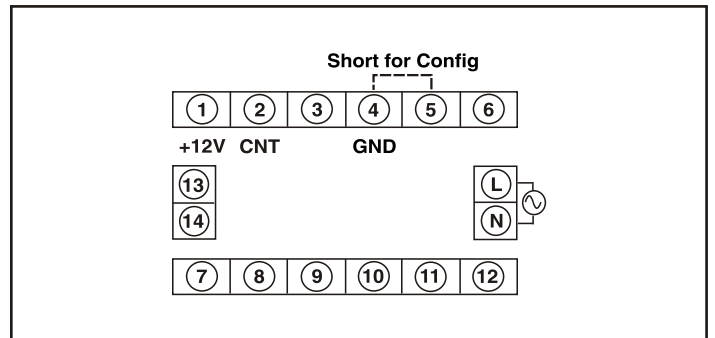 Short for Config
1 2 3 4 5 6
+12V CNT GND
13 L
14 N
7 8 9 10 11 12